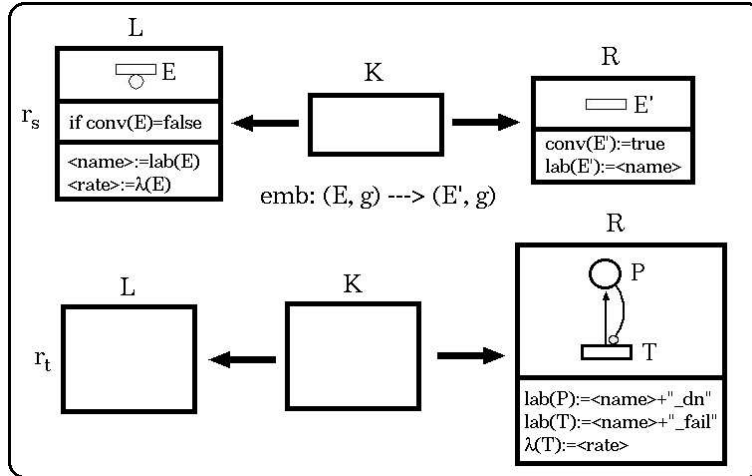 L
E
r_s
if conv(E)=false
<name>:=lab(E)
<rate>:=λ(E)
K
emb: (E, g) ---> (E', g)
R
E'
conv(E'):=true
lab(E'):=<name>
L
r_t
K
R
P
T
lab(P):=<name>+"_dn"
lab(T):=<name>+"_fail"
λ(T):=<rate>